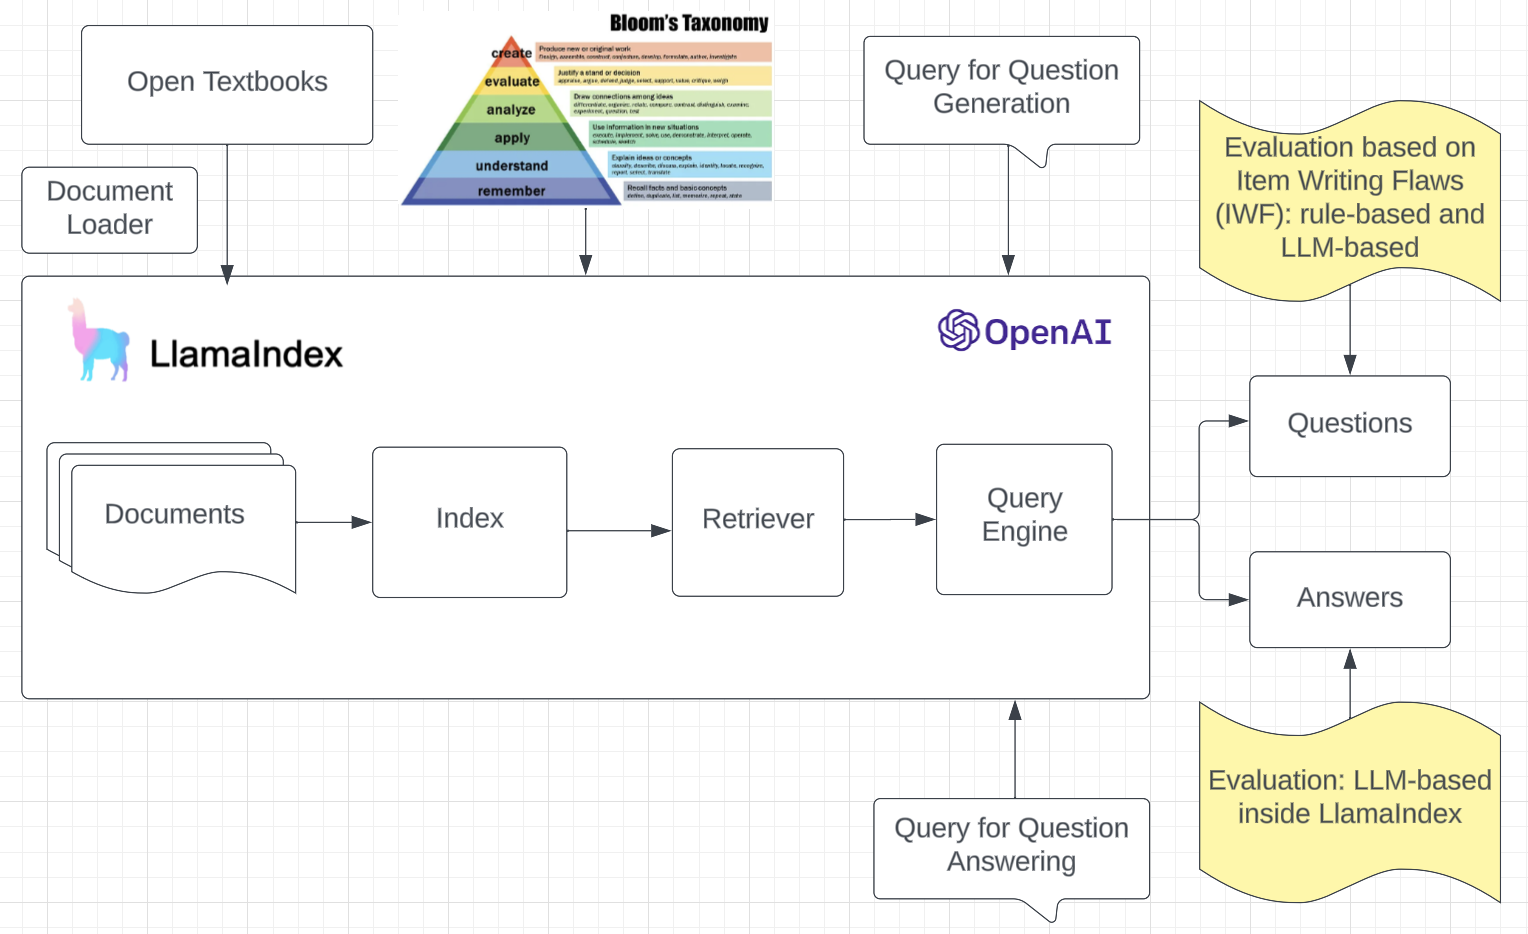 Open Textbooks
Document
Loader
Bloom's Taxonomy
create
evaluate
analyze
apply
understand
remember
Produce new or original work
Design, assemble, construct, conjecture, develop, formulate, author, investigate
Justify a stand or decision
appraise, argue, defend, judge, select, support, value, critique, weigh
Draw connections among ideas
differentiate, organize, relate, compare, contrast, distinguish, examine,
experiment, question, test
Use information in new situations
execute, implement, solve, use, demonstrate, interpret, operate,
schedule, sketch
Explain ideas or concepts
classify, describe, discuss, explain, identify, locate, recognize,
report, select, translate
Recall facts and basic concepts
define, duplicate, list, memorize, repeat, state
Query for Question
Generation
Evaluation based on
Item Writing Flaws
(IWF): rule-based and
LLM-based
LlamaIndex
OpenAI
Documents
Index
Retriever
Query
Engine
Questions
Answers
Query for Question
Answering
Evaluation: LLM-based
inside LlamaIndex